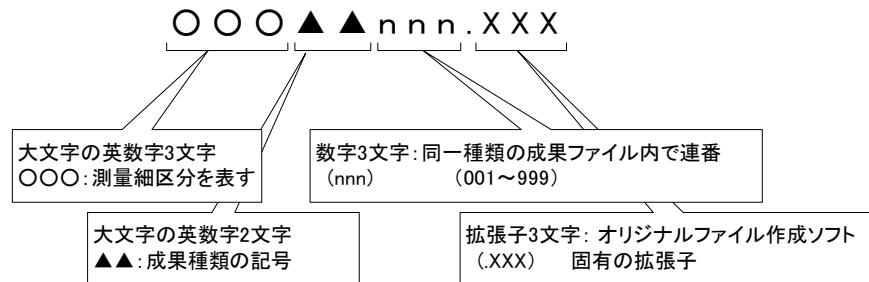 ○○○▲▲nnn.XXX
大文字の英数字3文字
○○○:測量細区分を表す
数字3文字:同一種類の成果ファイル内で連番
(nnn) (001~999)
大文字の英数字2文字
▲▲:成果種類の記号
拡張子3文字: オリジナルファイル作成ソフト
(.XXX) 固有の拡張子